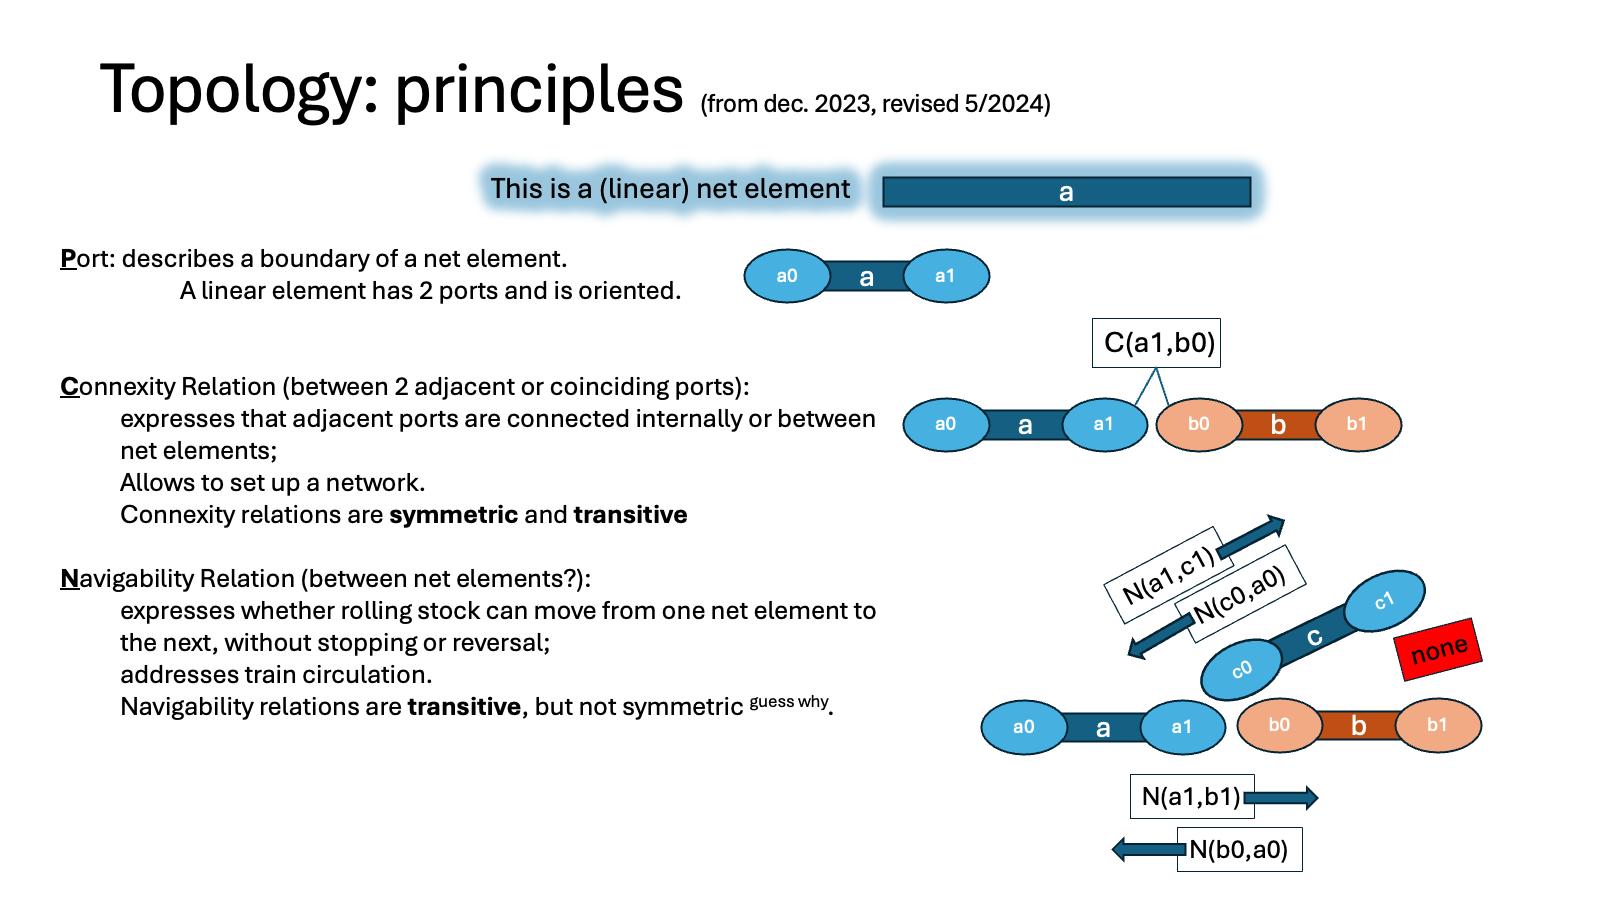 Topology: principles (from dec. 2023, revised 5/2024)
This is a (linear) net element
a
Port: describes a boundary of a net element.
A linear element has 2 ports and is oriented.
a0 a a1
C(a1,b0)
Connexity Relation (between 2 adjacent or coinciding ports):
expresses that adjacent ports are connected internally or between
net elements;
Allows to set up a network.
Connexity relations are symmetric and transitive
a0 a a1 b0 b b1
Navigability Relation (between net elements?):
expresses whether rolling stock can move from one net element to
the next, without stopping or reversal;
addresses train circulation.
Navigability relations are transitive, but not symmetric guess why.
N(a1,c1)
N(c0,a0)
c0 c c1
none
a0 a a1 b0 b b1
N(a1,b1)
N(b0,a0)